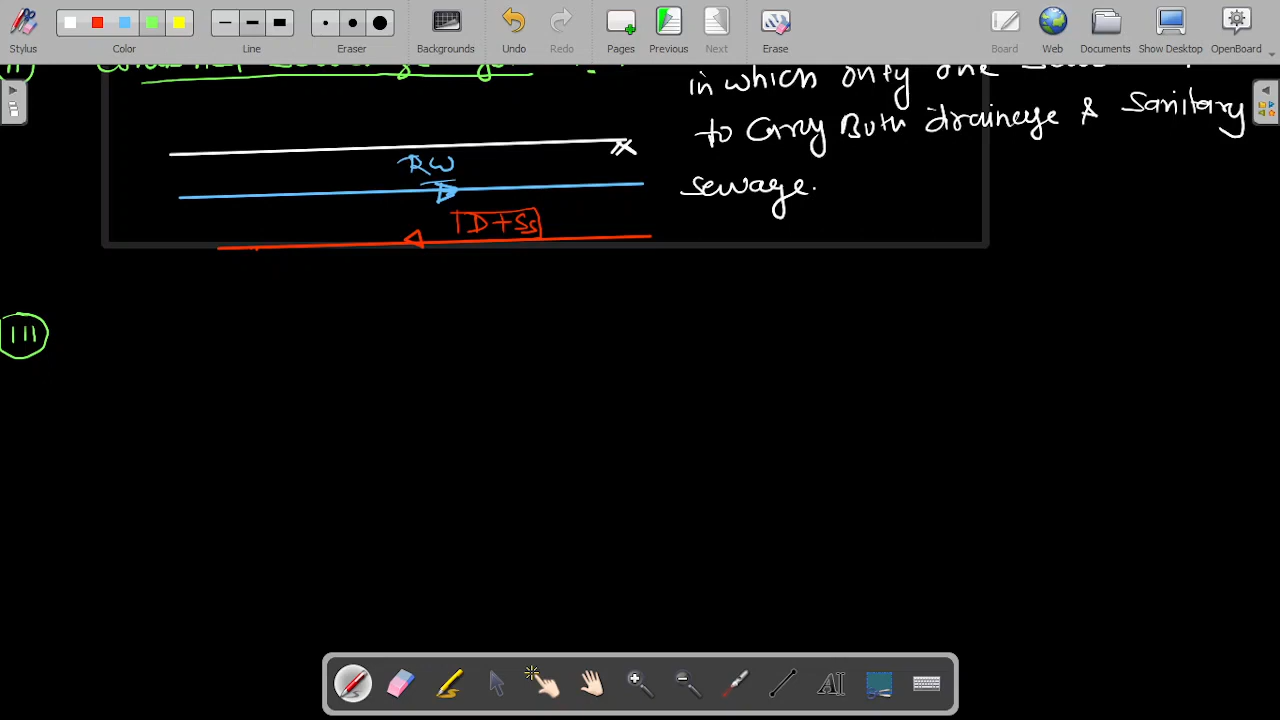 Stylus Color Line Eraser Backgrounds Undo Redo Pages Previous Next Erase Board Web Documents Show Desktop OpenBoard
in which only one
to carry Both drainage & Sanitary
sewage.
RW
D+Ss
III
AI